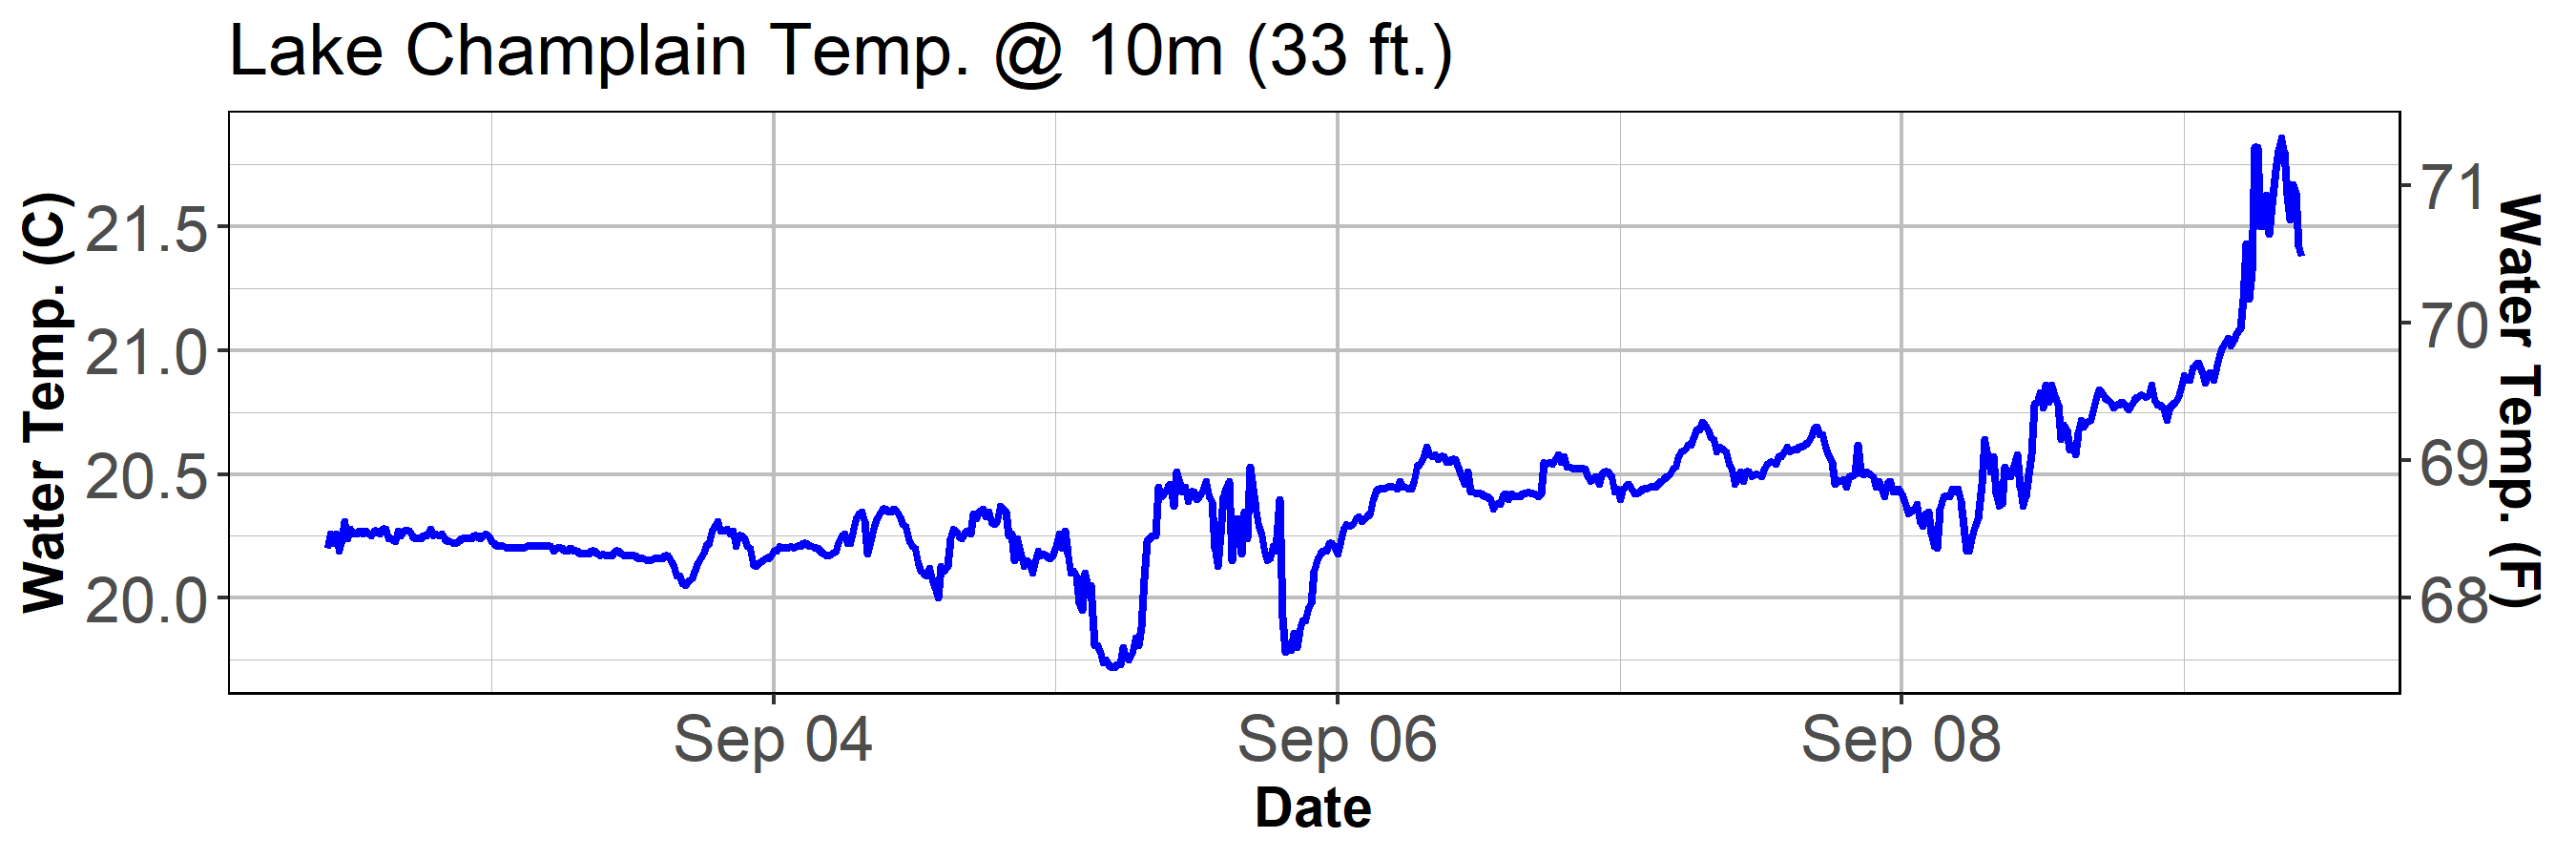 Lake Champlain Temp. @ 10m (33 ft.)
Water Temp. (C)
21.5
21.0
20.5
20.0
71
70
69
68
Water Temp. (F)
Sep 04
Sep 06
Sep 08
Date